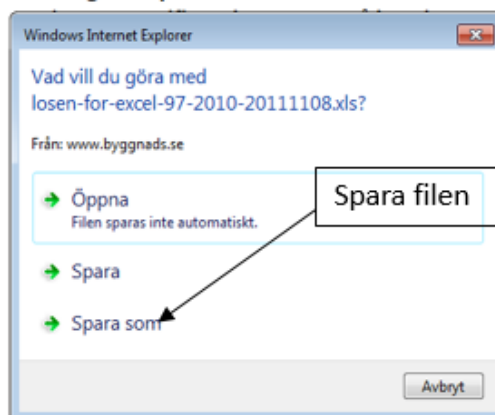 Windows Internet Explorer
Vad vill du göra med
losen-for-excel-97-2010-20111108.xls?
Från: www.byggnads.se
Öppna
Filen sparas inte automatiskt.
Spara filen
Spara
Spara som
Avbryt